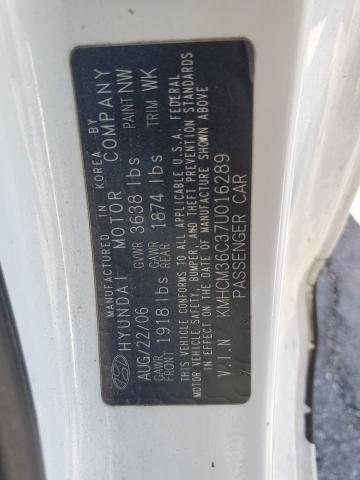 MANUFACTURED IN KOREA BY
HYUNDAI MOTOR COMPANY
AUG/22/06 GVWR 3638 lbs PAINT NW
GAWR FRONT 1918 lbs GAWR REAR 1874 lbs TRIM WK
THIS VEHICLE CONFORMS TO ALL APPLICABLE U.S.A. FEDERAL
MOTOR VEHICLE SAFETY, BUMPER, AND THEFT PREVENTION
STANDARDS IN EFFECT ON THE DATE OF MANUFACTURE SHOWN ABOVE
V.I.N KMHCM36C37U016289
PASSENGER CAR